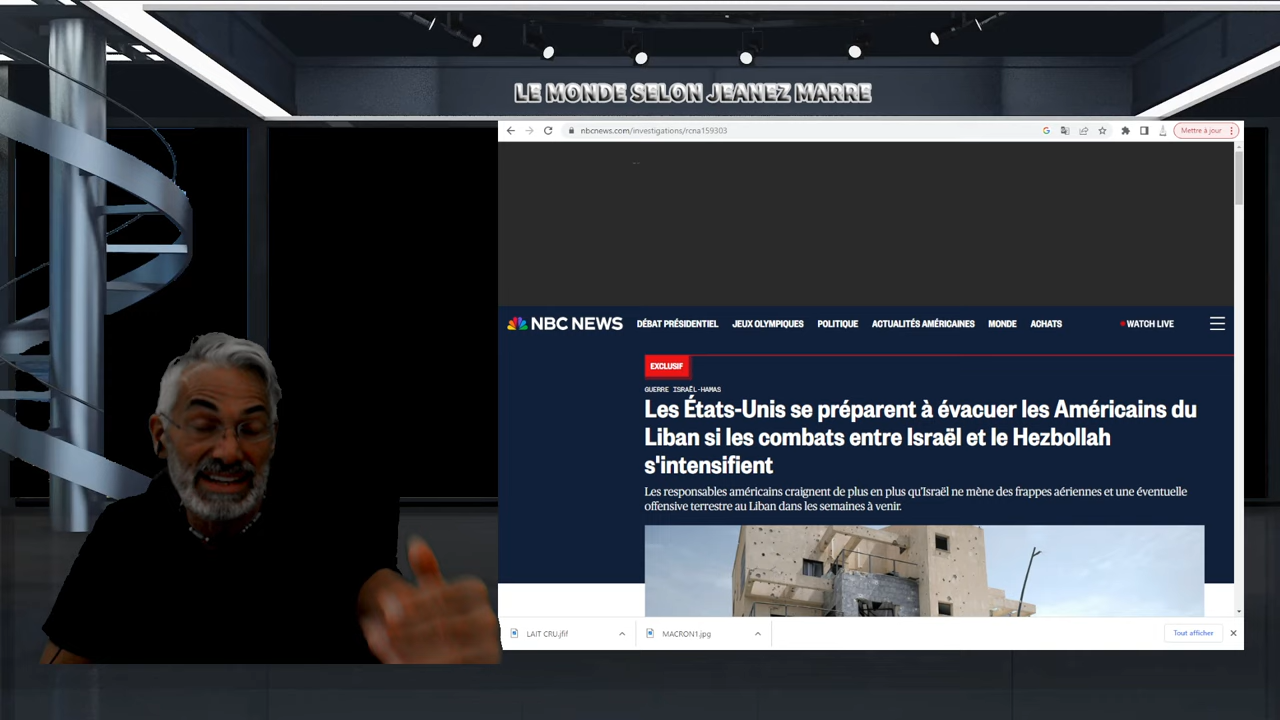 LE MONDE SELON JEANEZ MARRE
nbcnews.com/investigations/rcna159303
Mettre à jour
NBC NEWS
DÉBAT PRÉSIDENTIEL
JEUX OLYMPIQUES
POLITIQUE
ACTUALITÉS AMÉRICAINES
MONDE
ACHATS
WATCH LIVE
EXCLUSIF
GUERRE ISRAËL-HAMAS
Les États-Unis se préparent à évacuer les Américains du
Liban si les combats entre Israël et le Hezbollah
s'intensifient
Les responsables américains craignent de plus en plus qu'Israël ne mène des frappes aériennes et une éventuelle
offensive terrestre au Liban dans les semaines à venir.
LAIT CRU.jfif
MACRON1.jpg
Tout afficher